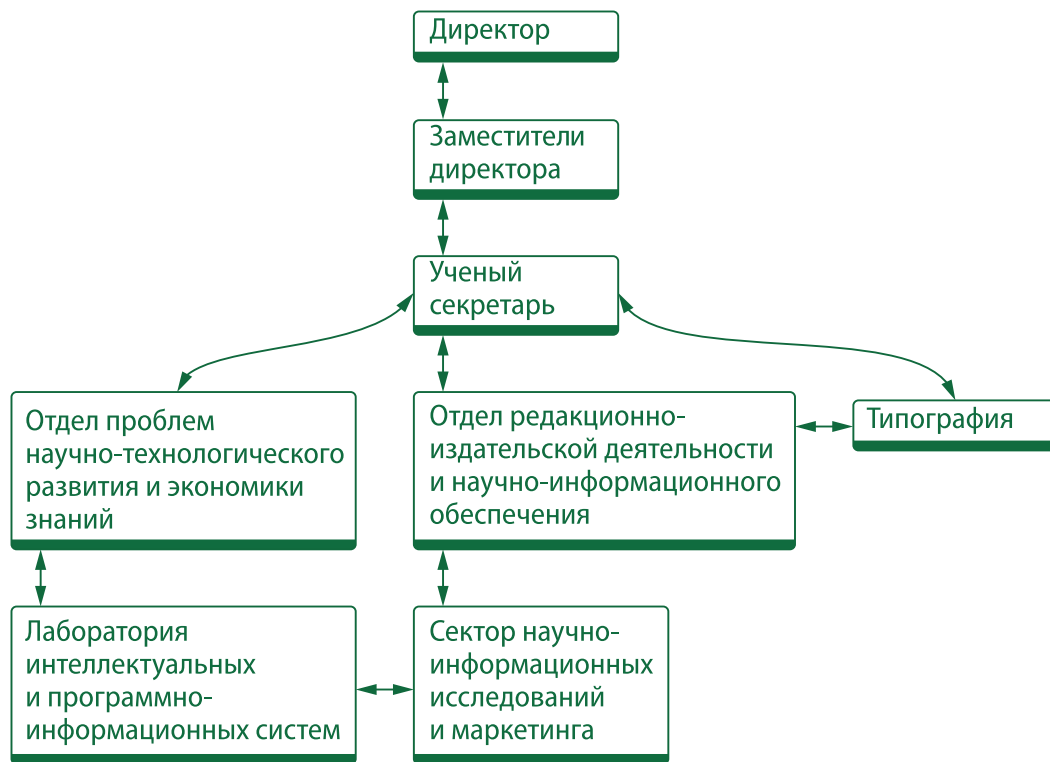 Директор
Заместители
директора
Ученый
секретарь
Отдел проблем
научно-технологического
развития и экономики
знаний
Отдел редакционно-
издательской деятельности
и научно-информационного
обеспечения
Типография
Лаборатория
интеллектуальных
и программно-
информационных систем
Сектор научно-
информационных
исследований
и маркетинга